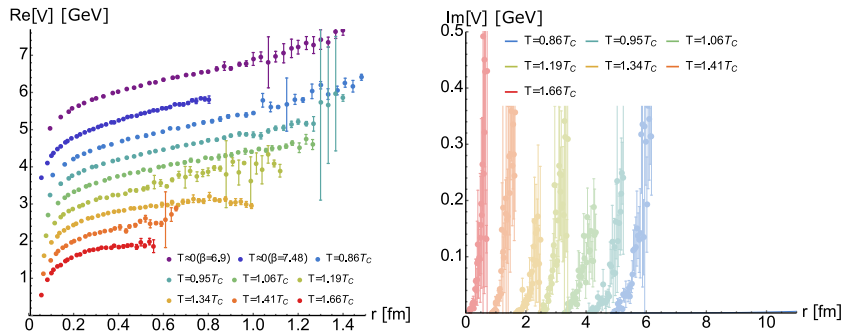 Re[V] [GeV]
7
6
5
4
3
2
1
0
0.2
0.4
0.6
0.8
1.0
1.2
1.4
r [fm]
T≈0(β=6.9) T≈0(β=7.48) T=0.86T_C
T=0.95T_C T=1.06T_C T=1.19T_C
T=1.34T_C T=1.41T_C T=1.66T_C
Im[V] [GeV]
0.5
0.4
0.3
0.2
0.1
0
2
4
6
8
10
r [fm]
T=0.86T_C T=0.95T_C T=1.06T_C
T=1.19T_C T=1.34T_C T=1.41T_C
T=1.66T_C